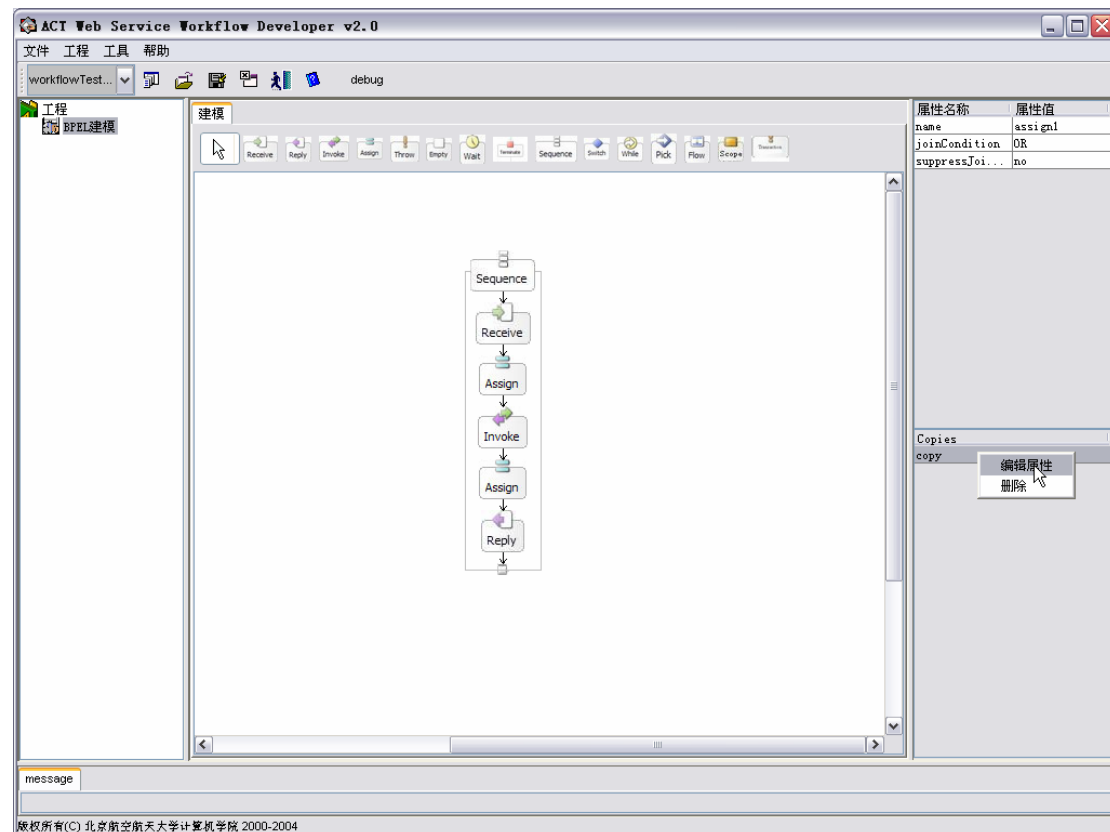 ACT Web Service Workflow Developer v2.0
文件 工程 工具 帮助
workflowTest... debug
工程
BPEL建模
建模
Receive Reply Invoke Assign Throw Empty Wait Terminate Sequence Switch While Pick Flow Scope
Sequence
Receive
Assign
Invoke
Assign
Reply
属性名称 属性值
name assign1
joinCondition OR
suppressJoi... no
Copies
copy
编辑属性
删除
message
版权所有(C) 北京航空航天大学计算机学院 2000-2004